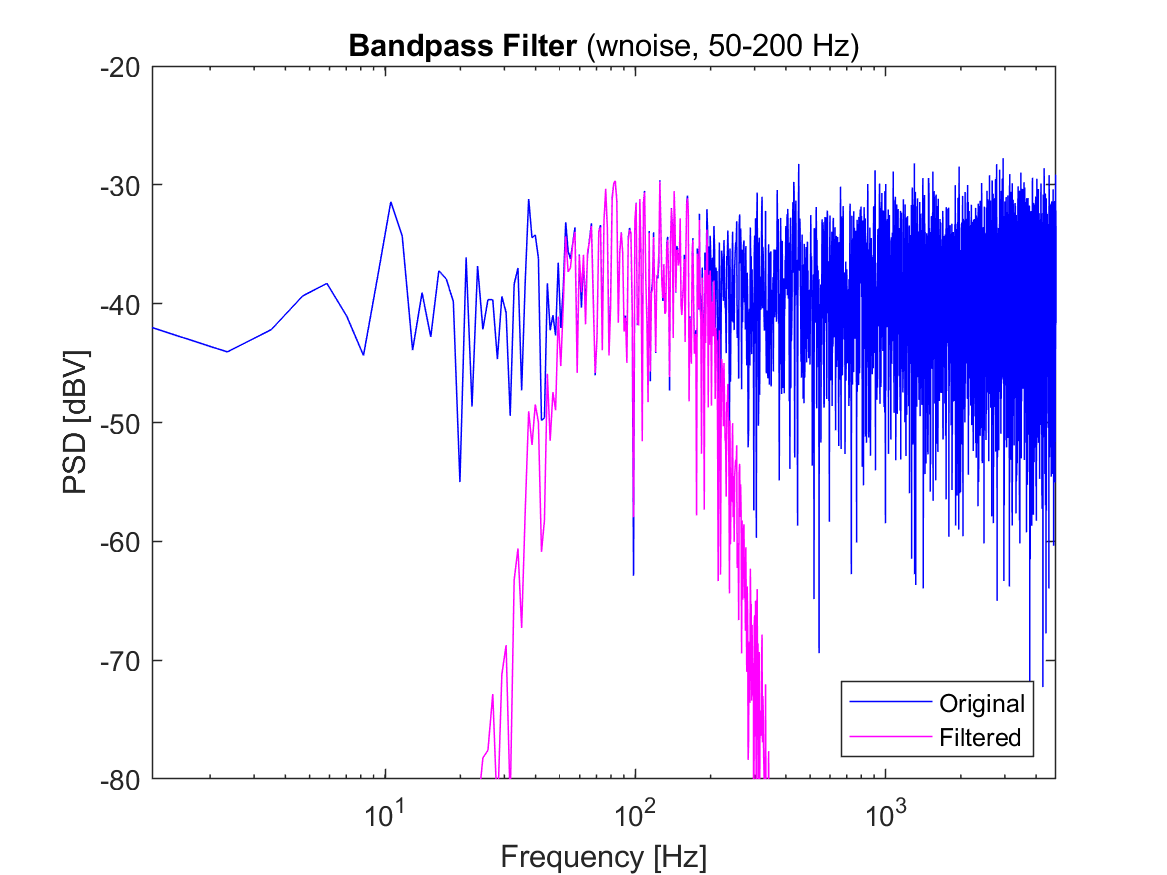 Bandpass Filter (wnoise, 50-200 Hz)
-20
-30
-40
-50
-60
-70
-80
PSD [dBV]
Original
Filtered
10^1
10^2
10^3
Frequency [Hz]